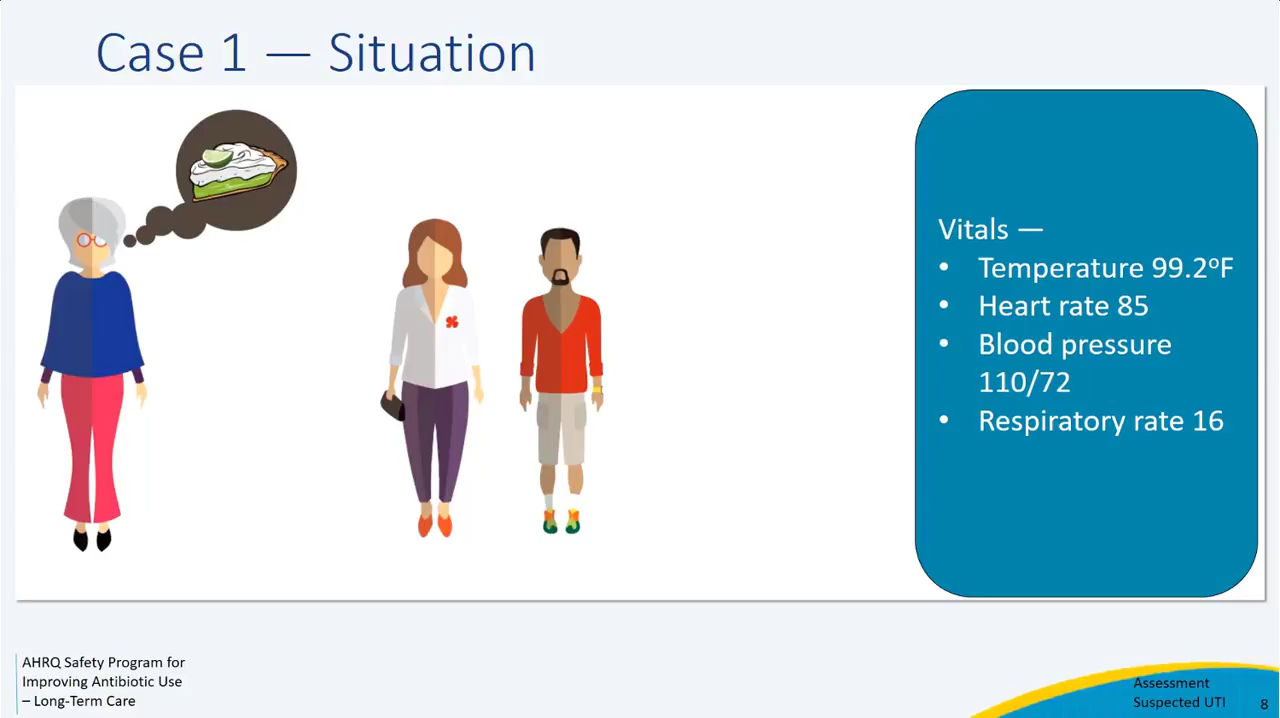 Case 1 — Situation
Vitals —
• Temperature 99.2ºF
• Heart rate 85
• Blood pressure
110/72
• Respiratory rate 16
AHRQ Safety Program for
Improving Antibiotic Use
– Long-Term Care
Assessment
Suspected UTI
8